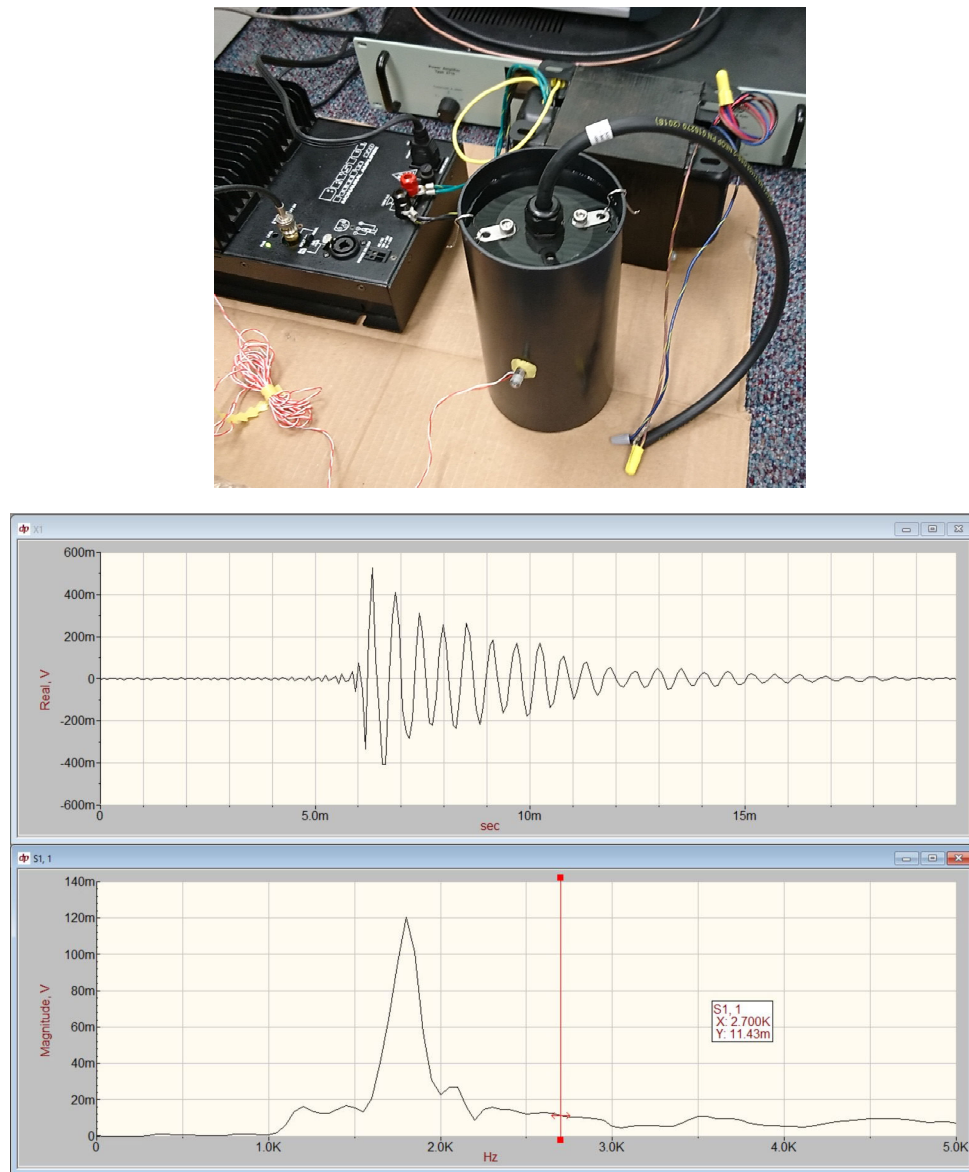 dp X1
600m
400m
200m
0
-200m
-400m
-600m
Real, V
0
5.0m
10m
15m
sec
dp S1, 1
140m
120m
100m
80m
60m
40m
20m
0
Magnitude, V
S1, 1
X: 2.700K
Y: 11.43m
0
1.0K
2.0K
3.0K
4.0K
5.0K
Hz